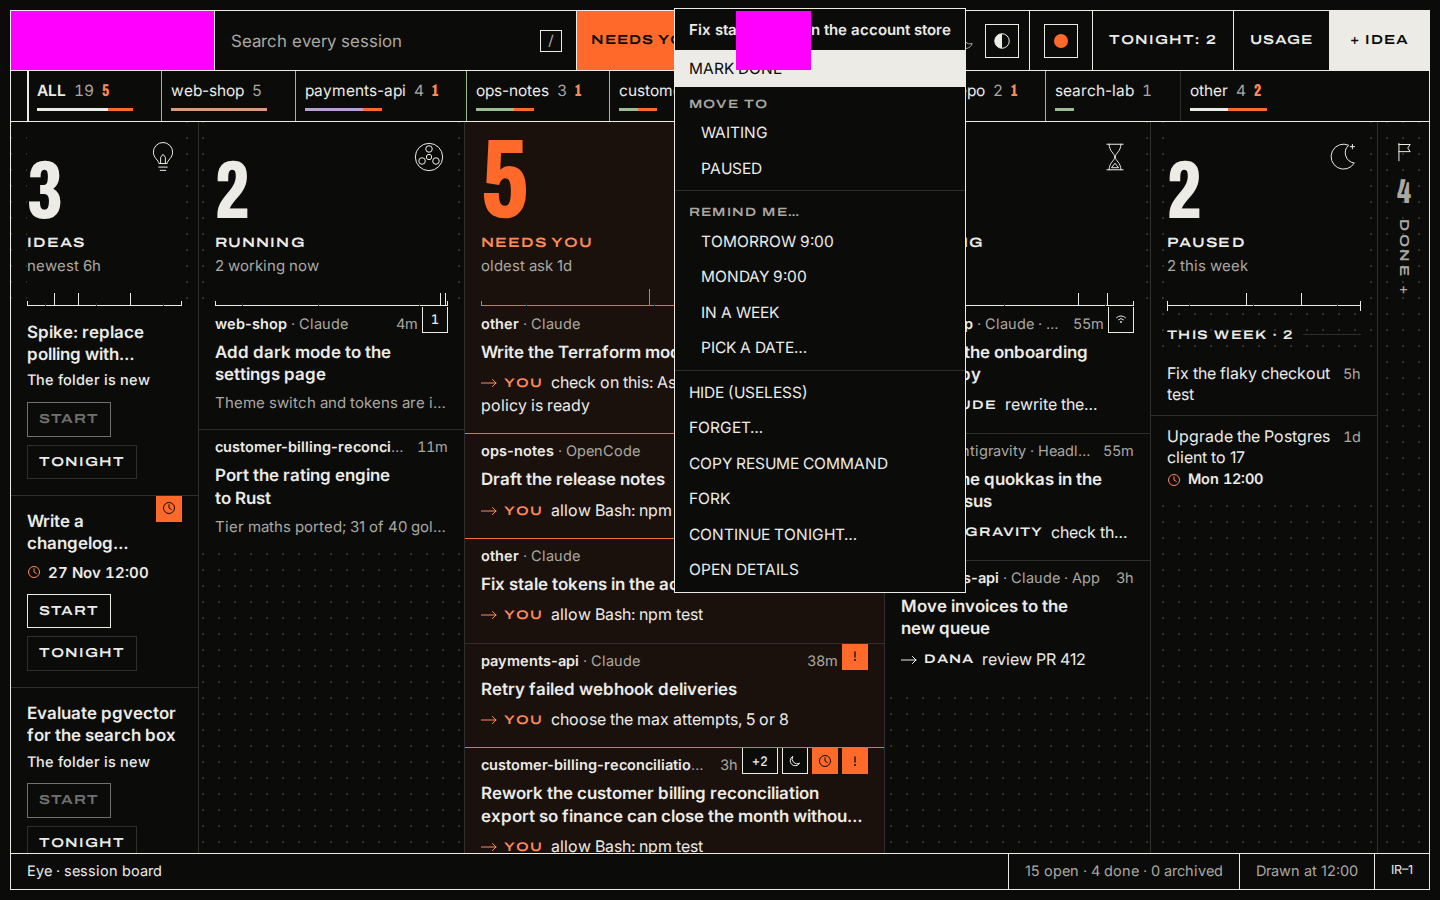 Search every session
/
NEEDS
TONIGHT: 2
USAGE
+ IDEA
ALL 19 5
web-shop 5
payments-api 4 1
ops-notes 3 1
2 1
search-lab 1
other 4 2
3
IDEAS
newest 6h
Spike: replace
polling with...
The folder is new
START
TONIGHT
Write a
changelog...
27 Nov 12:00
START
TONIGHT
Evaluate pgvector
for the search box
The folder is new
START
TONIGHT
2
RUNNING
2 working now
web-shop · Claude 4m 1
Add dark mode to the
settings page
Theme switch and tokens are i...
customer-billing-reconci... 11m
Port the rating engine
to Rust
Tier maths ported; 31 of 40 gol...
5
NEEDS YOU
oldest ask 1d
other · Claude
Write the Terraform
→ YOU check on this:
policy is ready
ops-notes · OpenCode
Draft the release notes
→ YOU allow Bash: npm
other · Claude
Fix stale tokens in the
→ YOU allow Bash: npm test
payments-api · Claude 38m !
Retry failed webhook deliveries
→ YOU choose the max attempts, 5 or 8
customer-billing-reconciliatio... 3h +2 !
Rework the customer billing reconciliation
export so finance can close the month withou...
→ YOU allow Bash: npm test
Fix in the account store
MARK DONE
MOVE TO
WAITING
PAUSED
REMIND ME...
TOMORROW 9:00
MONDAY 9:00
IN A WEEK
PICK A DATE...
HIDE (USELESS)
FORGET...
COPY RESUME COMMAND
FORK
CONTINUE TONIGHT...
OPEN DETAILS
· Claude · ... 55m
the onboarding
rewrite the...
· Headl... 55m
quokkas in the
check th...
· Claude · App 3h
Move invoices to the
new queue
→ DANA review PR 412
2
PAUSED
2 this week
THIS WEEK · 2
Fix the flaky checkout 5h
test
Upgrade the Postgres 1d
client to 17
Mon 12:00
4
DONE +
Eye · session board
15 open · 4 done · 0 archived
Drawn at 12:00
IR–1